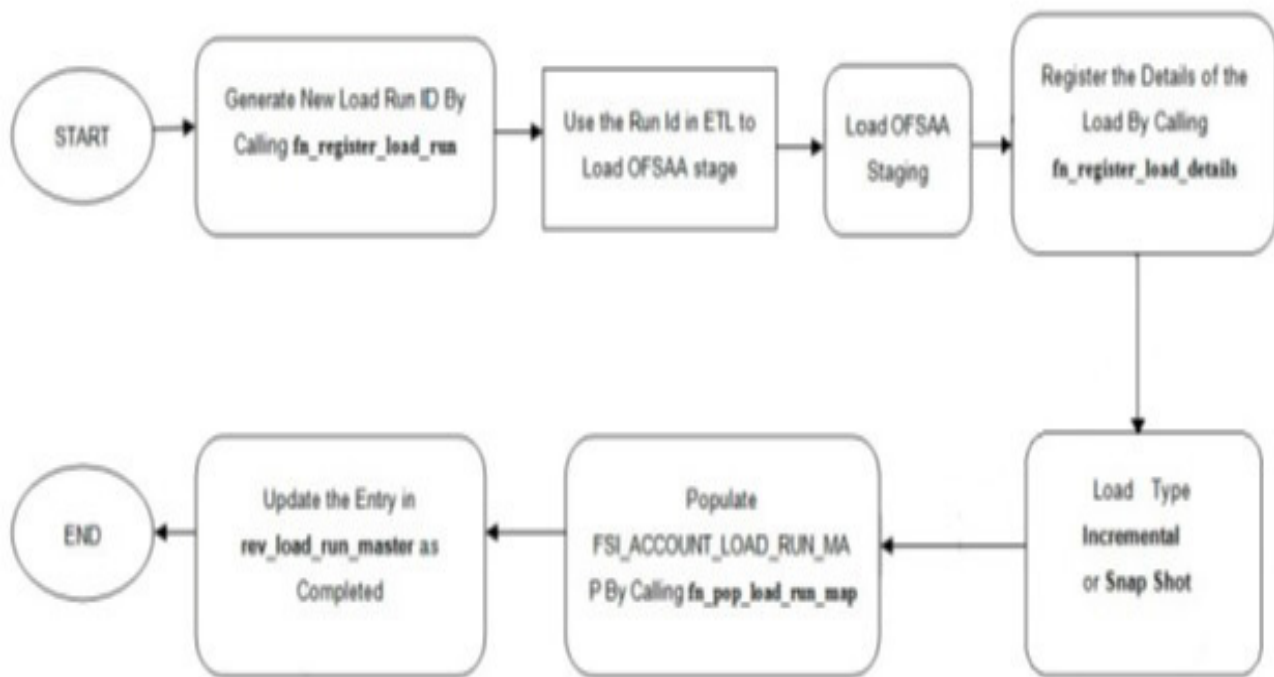 START
Generate New Load Run ID By
Calling fn_register_load_run
Use the Run Id in ETL to
Load OFSAA stage
Load OFSAA
Staging
Register the Details of the
Load By Calling
fn_register_load_details
Load Type
Incremental
or Snap Shot
Populate
FSI_ACCOUNT_LOAD_RUN_MA
P By Calling fn_pop_load_run_map
Update the Entry in
rev_load_run_master as
Completed
END